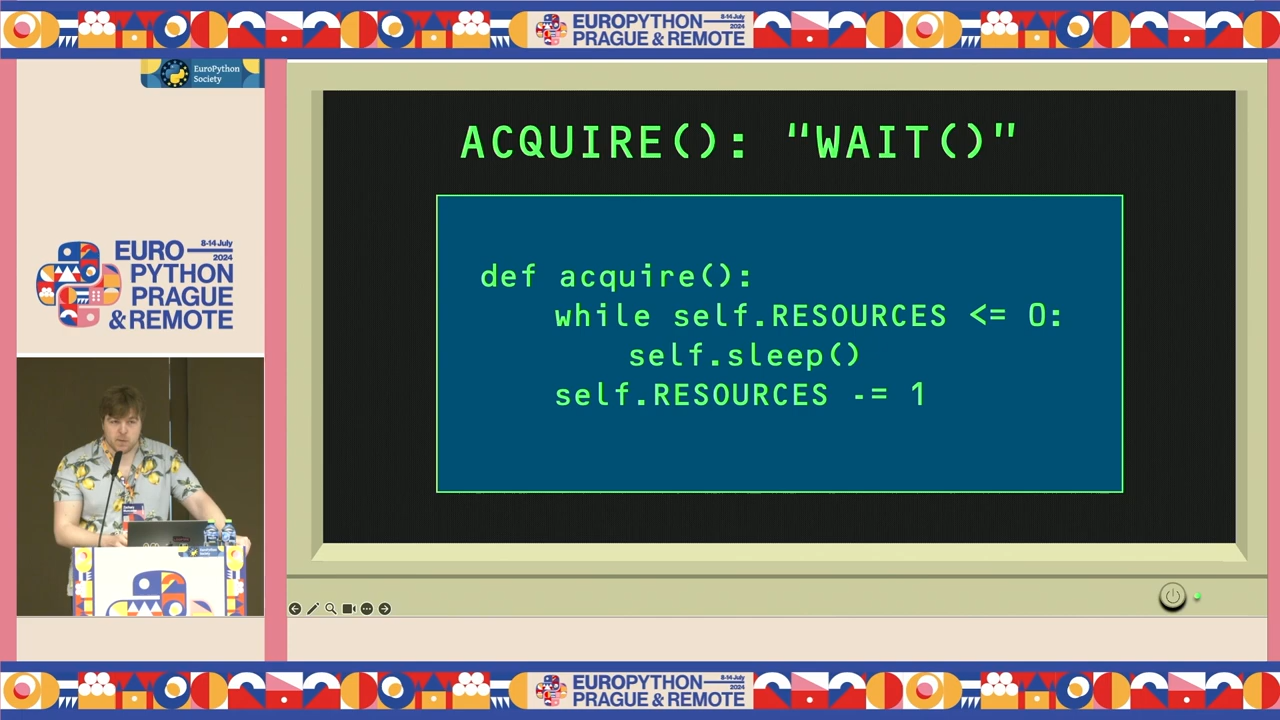 EUROPYTHON
8-14 July
2024
PRAGUE & REMOTE
EuroPython
Society
ACQUIRE(): “WAIT()”
def acquire():
    while self.RESOURCES <= 0:
        self.sleep()
    self.RESOURCES -= 1
EURO
8-14 July
2024
PYTHON
PRAGUE
& REMOTE
EUROPYTHON
8-14 July
2024
PRAGUE & REMOTE